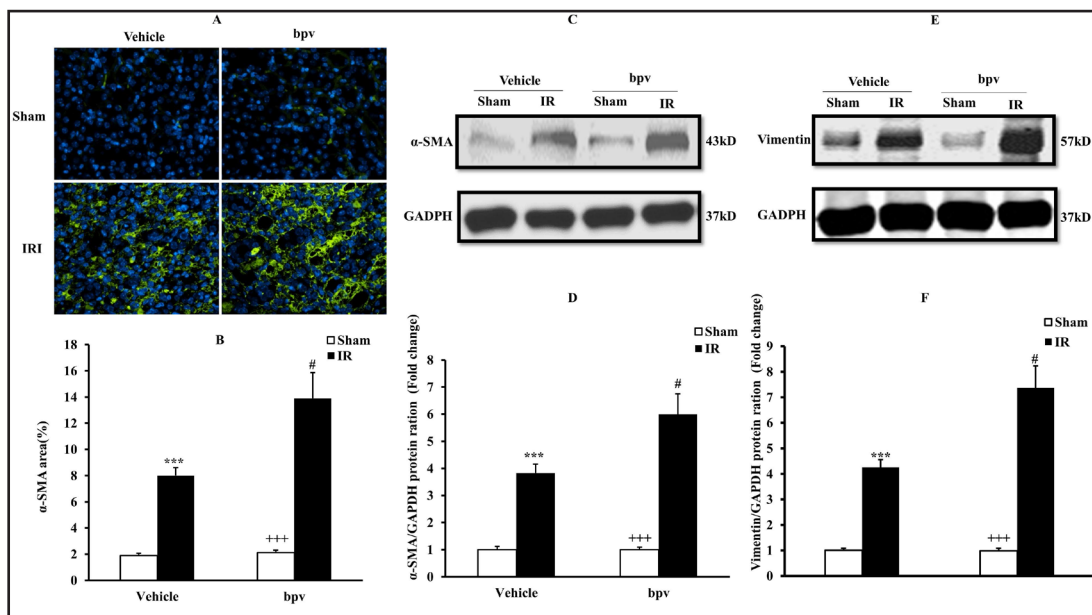 A
Vehicle bpv
Sham
IRI
B
Sham
IR
α-SMA area(%)
18
16
14
12
10
8
6
4
2
0
***
+++
#
Vehicle bpv
C
Vehicle bpv
Sham IR Sham IR
α-SMA 43kD
GADPH 37kD
D
Sham
IR
α-SMA/GAPDH protein ration (Fold change)
8
7
6
5
4
3
2
1
0
***
+++
#
Vehicle bpv
E
Vehicle bpv
Sham IR Sham IR
Vimentin 57kD
GADPH 37kD
F
Sham
IR
Vimentin/GAPDH protein ration (Fold change)
9
8
7
6
5
4
3
2
1
0
***
+++
#
Vehicle bpv